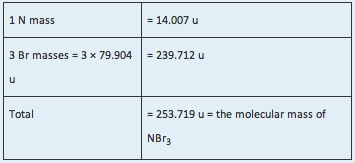 1 N mass = 14.007 u
3 Br masses = 3 × 79.904 = 239.712 u
u
Total = 253.719 u = the molecular mass of
NBr₃